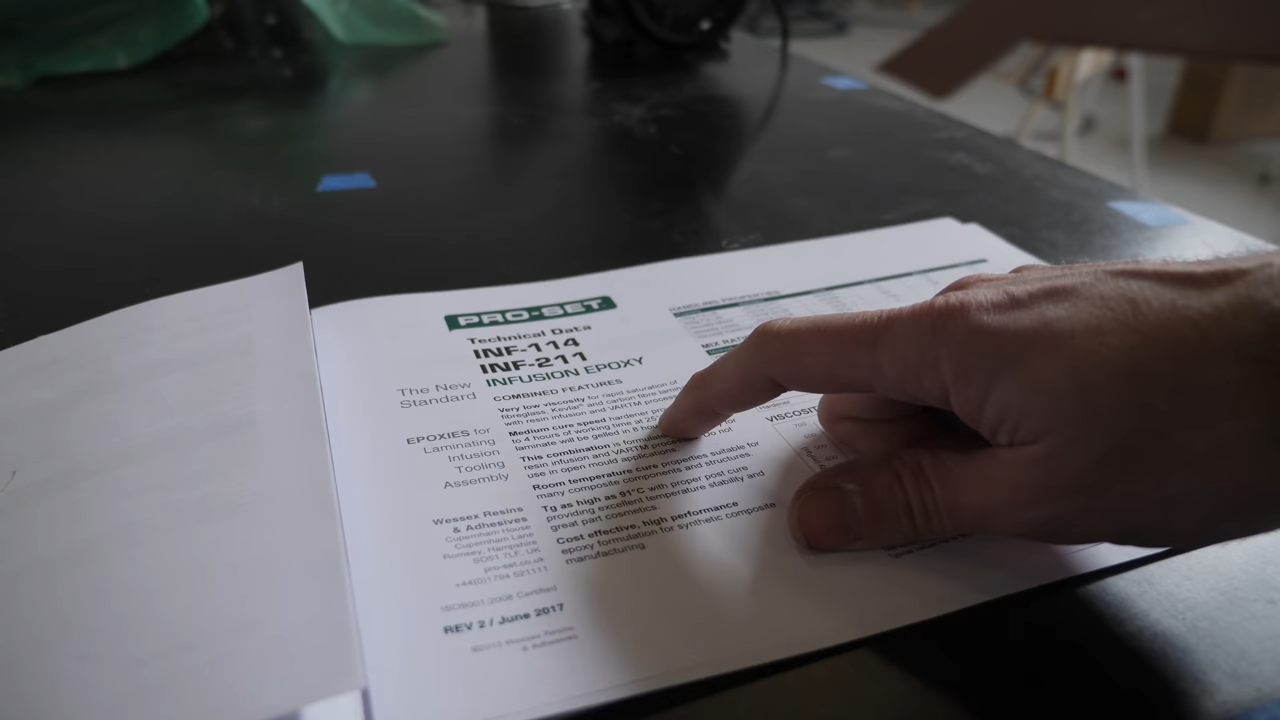 PRO-SET
Technical Data
INF-114
INF-211
INFUSION EPOXY
The New
Standard
EPOXIES for
Laminating
Infusion
Tooling
Assembly
Wessex Resins
& Adhesives
Cupernham House
Cupernham Lane
Romsey, Hampshire
SO51 7LF, UK
pro-set.co.uk
+44(0)1794 521111
ISO9001:2008 Certified
REV 2 / June 2017
Wessex Resins
& Adhesives
COMBINED FEATURES
Very low viscosity for rapid saturation of
fibreglass, Kevlar® and carbon fibre
with resin infusion and VARTM
Medium cure speed hardener
to 4 hours of working time at
laminate will be gelled in 8
This combination is Do not
resin infusion and VARTM
use in open mould applications.
Room temperature cure properties suitable for
many composite components and structures.
Tg as high as 91°C with proper post cure
providing excellent temperature stability and
great part cosmetics.
Cost effective, high performance
epoxy formulation for synthetic composite
manufacturing.
HANDLING PROPERTIES
MIX
Hardener